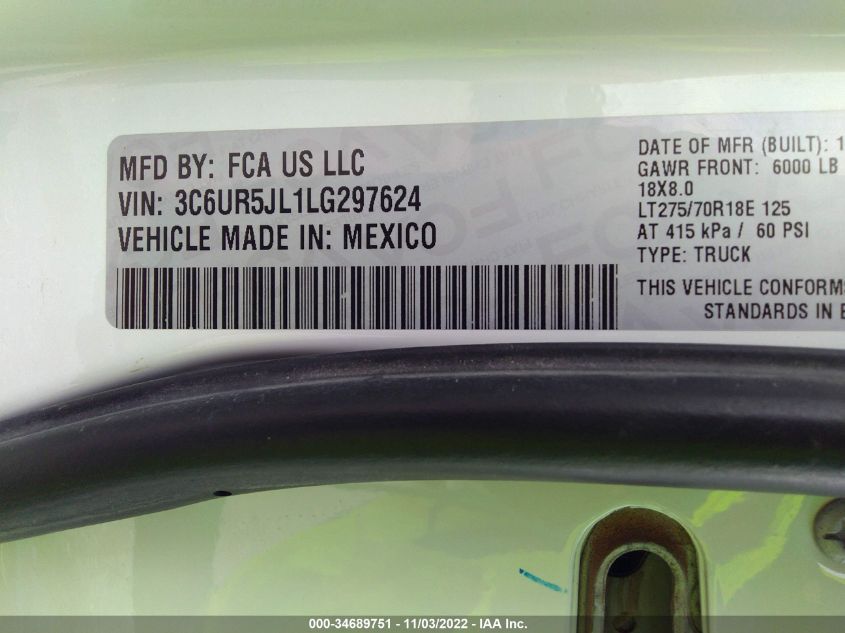 MFD BY: FCA US LLC
VIN: 3C6UR5JL1LG297624
VEHICLE MADE IN: MEXICO
DATE OF MFR (BUILT): 1
GAWR FRONT: 6000 LB
18X8.0
LT275/70R18E 125
AT 415 kPa / 60 PSI
TYPE: TRUCK
THIS VEHICLE CONFORMS
STANDARDS IN E
000-34689751 - 11/03/2022 - IAA Inc.